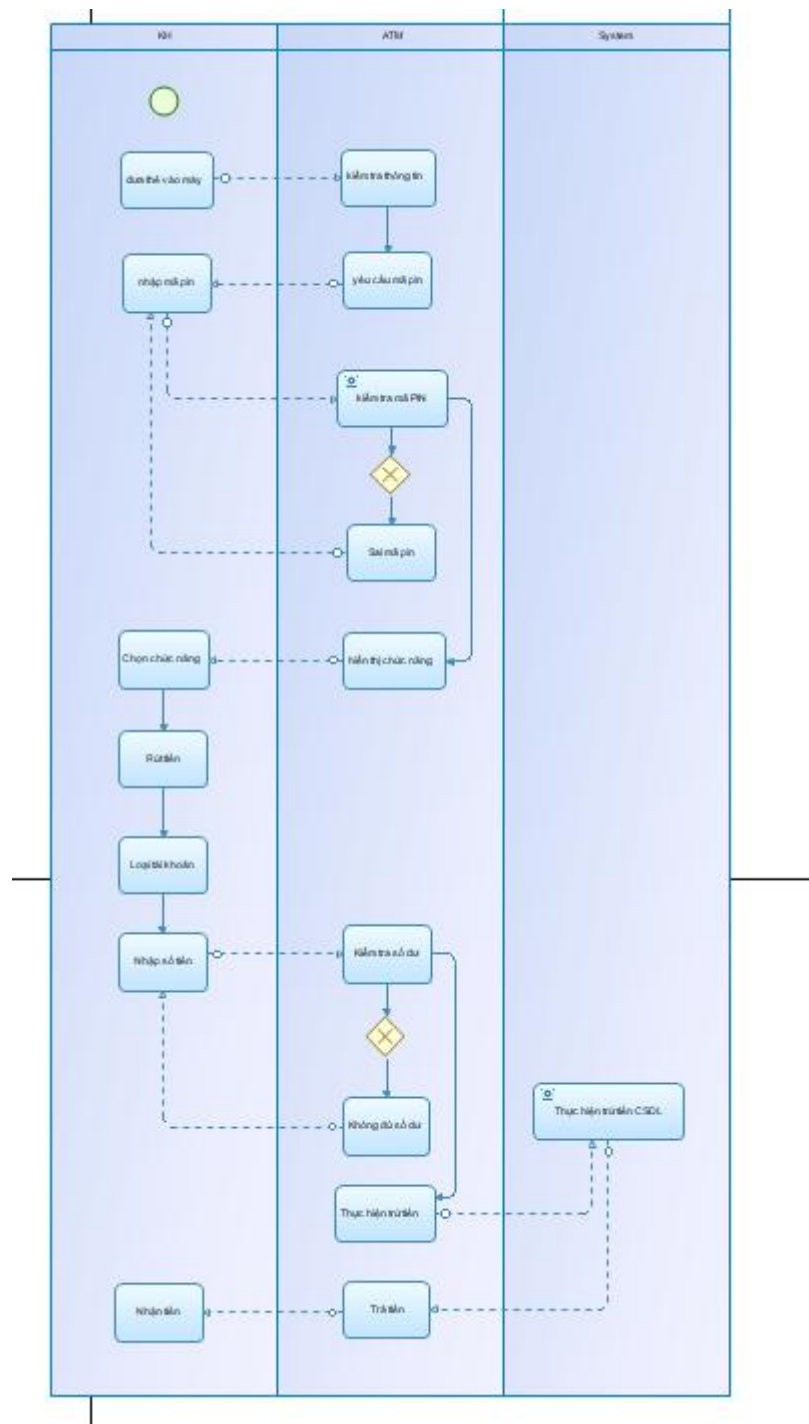 KH
ATM
System
đưa thẻ vào máy
kiểm tra thông tin
nhập mã pin
yêu cầu mã pin
kiểm tra mã PIN
Sai mã pin
Chọn chức năng
hiển thị chức năng
Rút tiền
Loại tài khoản
Nhập số tiền
Kiểm tra số dư
Không đủ số dư
Thực hiện trừ tiền CSDL
Thực hiện trừ tiền
Nhận tiền
Trả tiền